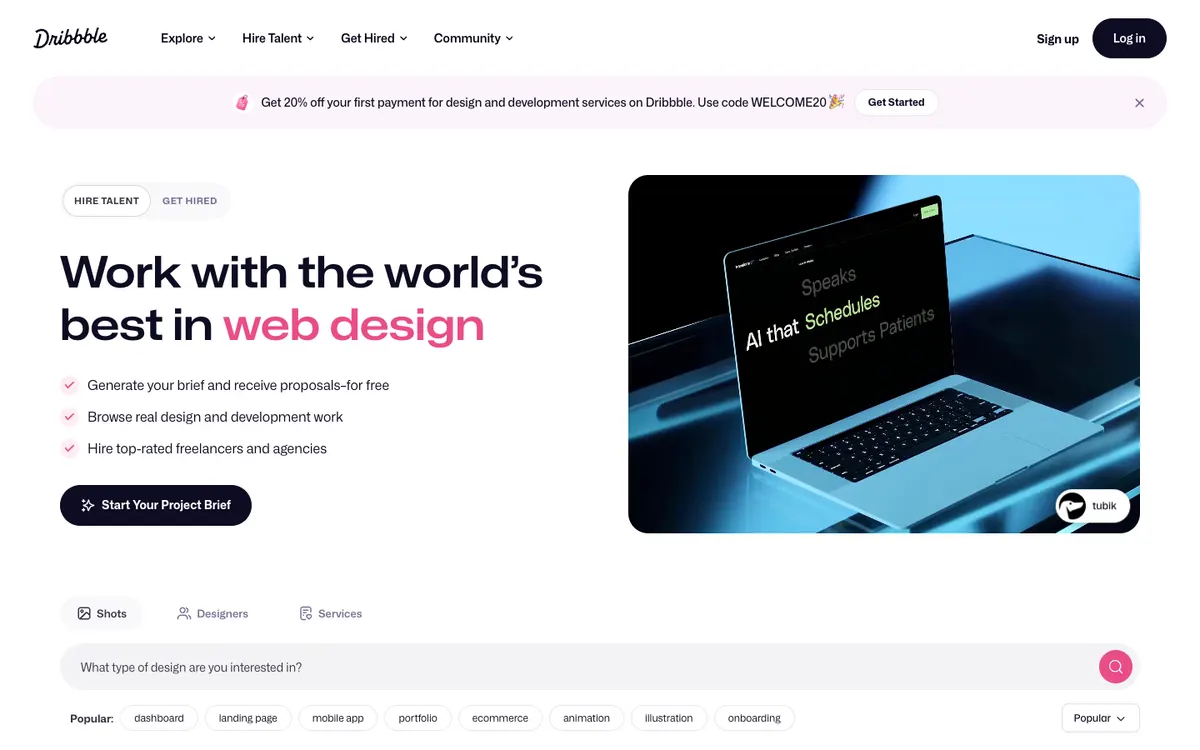 Dribbble
Explore
Hire Talent
Get Hired
Community
Sign up
Log in
Get 20% off your first payment for design and development services on Dribbble. Use code WELCOME20
Get Started
HIRE TALENT
GET HIRED
Work with the world's
best in web design
Generate your brief and receive proposals–for free
Browse real design and development work
Hire top-rated freelancers and agencies
Start Your Project Brief
Speaks
AI that Schedules
Supports Patients
tubik
Shots
Designers
Services
What type of design are you interested in?
Popular:
dashboard
landing page
mobile app
portfolio
ecommerce
animation
illustration
onboarding
Popular